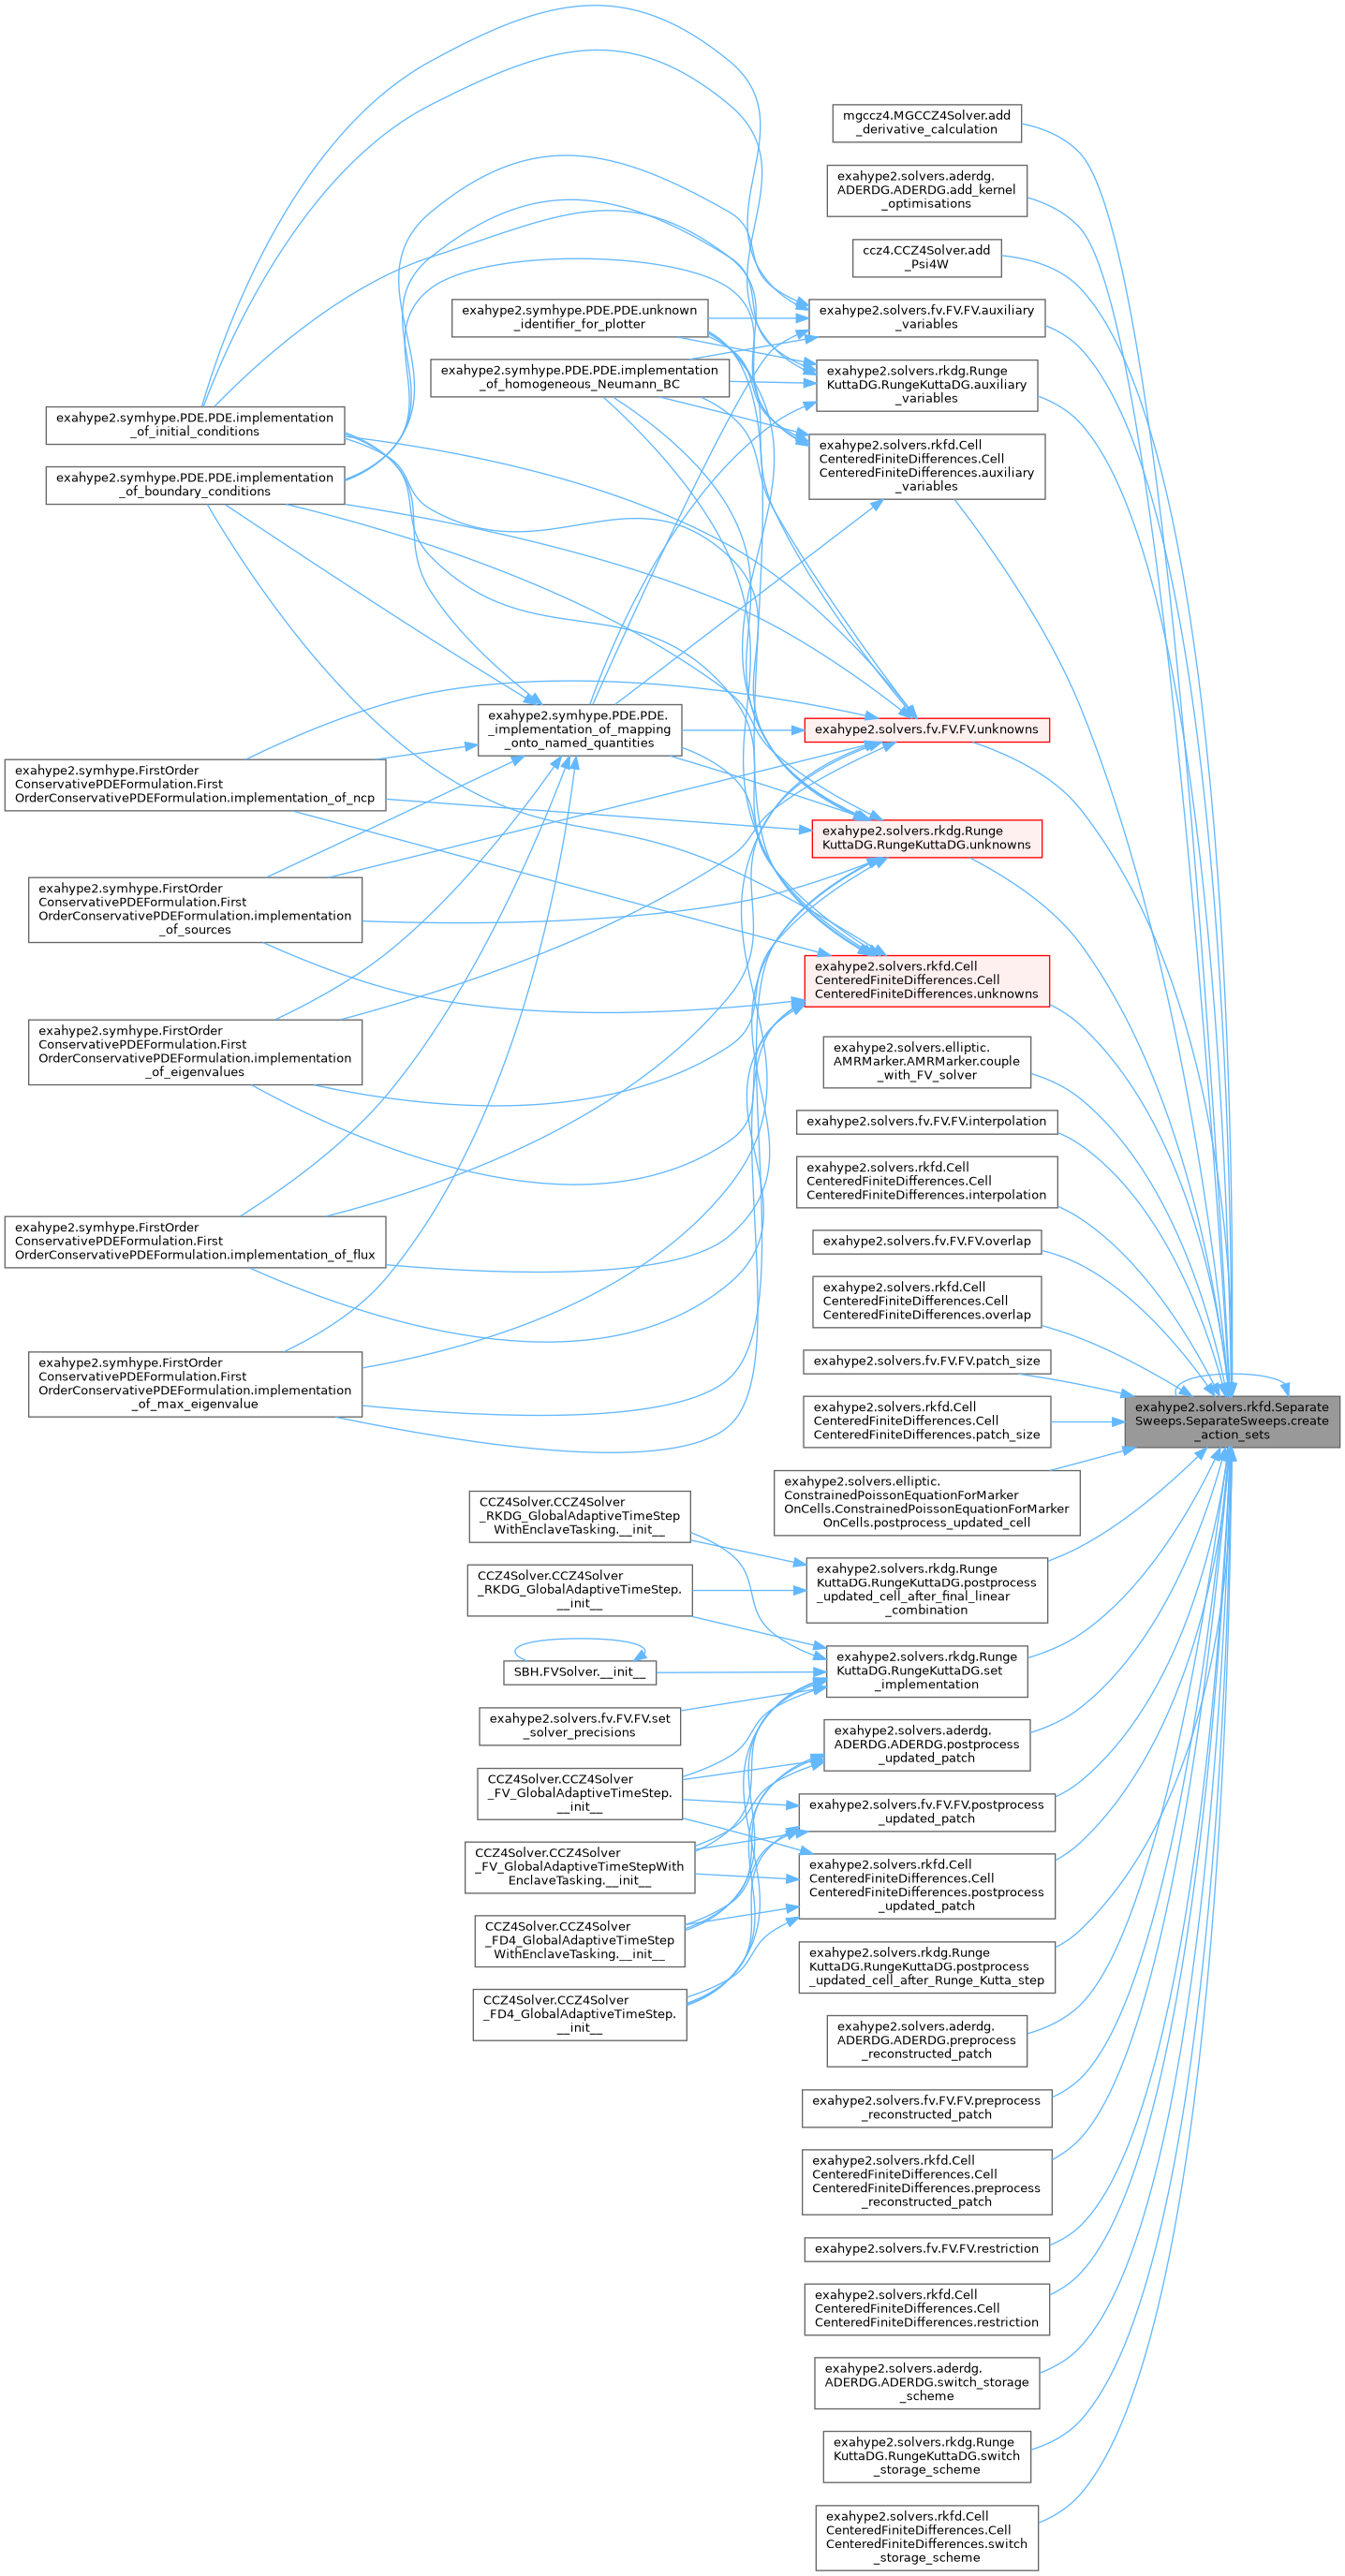 mgccz4.MGCCZ4Solver.add
_derivative_calculation
exahype2.solvers.aderdg.
ADERDG.ADERDG.add_kernel
_optimisations
ccz4.CCZ4Solver.add
_Psi4W
exahype2.symhype.PDE.PDE.unknown
_identifier_for_plotter
exahype2.solvers.fv.FV.FV.auxiliary
_variables
exahype2.symhype.PDE.PDE.implementation
_of_homogeneous_Neumann_BC
exahype2.solvers.rkdg.Runge
KuttaDG.RungeKuttaDG.auxiliary
_variables
exahype2.symhype.PDE.PDE.implementation
_of_initial_conditions
exahype2.solvers.rkfd.Cell
CenteredFiniteDifferences.Cell
CenteredFiniteDifferences.auxiliary
_variables
exahype2.symhype.PDE.PDE.implementation
_of_boundary_conditions
exahype2.symhype.PDE.PDE.
_implementation_of_mapping
_onto_named_quantities
exahype2.solvers.fv.FV.FV.unknowns
exahype2.symhype.FirstOrder
ConservativePDEFormulation.First
OrderConservativePDEFormulation.implementation_of_ncp
exahype2.solvers.rkdg.Runge
KuttaDG.RungeKuttaDG.unknowns
exahype2.symhype.FirstOrder
ConservativePDEFormulation.First
OrderConservativePDEFormulation.implementation
_of_sources
exahype2.solvers.rkfd.Cell
CenteredFiniteDifferences.Cell
CenteredFiniteDifferences.unknowns
exahype2.symhype.FirstOrder
ConservativePDEFormulation.First
OrderConservativePDEFormulation.implementation
_of_eigenvalues
exahype2.solvers.elliptic.
AMRMarker.AMRMarker.couple
_with_FV_solver
exahype2.solvers.fv.FV.FV.interpolation
exahype2.solvers.rkfd.Cell
CenteredFiniteDifferences.Cell
CenteredFiniteDifferences.interpolation
exahype2.symhype.FirstOrder
ConservativePDEFormulation.First
OrderConservativePDEFormulation.implementation_of_flux
exahype2.solvers.fv.FV.FV.overlap
exahype2.solvers.rkfd.Cell
CenteredFiniteDifferences.Cell
CenteredFiniteDifferences.overlap
exahype2.symhype.FirstOrder
ConservativePDEFormulation.First
OrderConservativePDEFormulation.implementation
_of_max_eigenvalue
exahype2.solvers.fv.FV.FV.patch_size
exahype2.solvers.rkfd.Cell
CenteredFiniteDifferences.Cell
CenteredFiniteDifferences.patch_size
exahype2.solvers.rkfd.Separate
Sweeps.SeparateSweeps.create
_action_sets
exahype2.solvers.elliptic.
ConstrainedPoissonEquationForMarker
OnCells.ConstrainedPoissonEquationForMarker
OnCells.postprocess_updated_cell
CCZ4Solver.CCZ4Solver
_RKDG_GlobalAdaptiveTimeStep
WithEnclaveTasking.__init__
exahype2.solvers.rkdg.Runge
KuttaDG.RungeKuttaDG.postprocess
_updated_cell_after_final_linear
_combination
CCZ4Solver.CCZ4Solver
_RKDG_GlobalAdaptiveTimeStep.
__init__
SBH.FVSolver.__init__
exahype2.solvers.rkdg.Runge
KuttaDG.RungeKuttaDG.set
_implementation
exahype2.solvers.fv.FV.FV.set
_solver_precisions
exahype2.solvers.aderdg.
ADERDG.ADERDG.postprocess
_updated_patch
CCZ4Solver.CCZ4Solver
_FV_GlobalAdaptiveTimeStep.
__init__
exahype2.solvers.fv.FV.FV.postprocess
_updated_patch
CCZ4Solver.CCZ4Solver
_FV_GlobalAdaptiveTimeStepWith
EnclaveTasking.__init__
exahype2.solvers.rkfd.Cell
CenteredFiniteDifferences.Cell
CenteredFiniteDifferences.postprocess
_updated_patch
CCZ4Solver.CCZ4Solver
_FD4_GlobalAdaptiveTimeStep
WithEnclaveTasking.__init__
exahype2.solvers.rkdg.Runge
KuttaDG.RungeKuttaDG.postprocess
_updated_cell_after_Runge_Kutta_step
CCZ4Solver.CCZ4Solver
_FD4_GlobalAdaptiveTimeStep.
__init__
exahype2.solvers.aderdg.
ADERDG.ADERDG.preprocess
_reconstructed_patch
exahype2.solvers.fv.FV.FV.preprocess
_reconstructed_patch
exahype2.solvers.rkfd.Cell
CenteredFiniteDifferences.Cell
CenteredFiniteDifferences.preprocess
_reconstructed_patch
exahype2.solvers.fv.FV.FV.restriction
exahype2.solvers.rkfd.Cell
CenteredFiniteDifferences.Cell
CenteredFiniteDifferences.restriction
exahype2.solvers.aderdg.
ADERDG.ADERDG.switch_storage
_scheme
exahype2.solvers.rkdg.Runge
KuttaDG.RungeKuttaDG.switch
_storage_scheme
exahype2.solvers.rkfd.Cell
CenteredFiniteDifferences.Cell
CenteredFiniteDifferences.switch
_storage_scheme